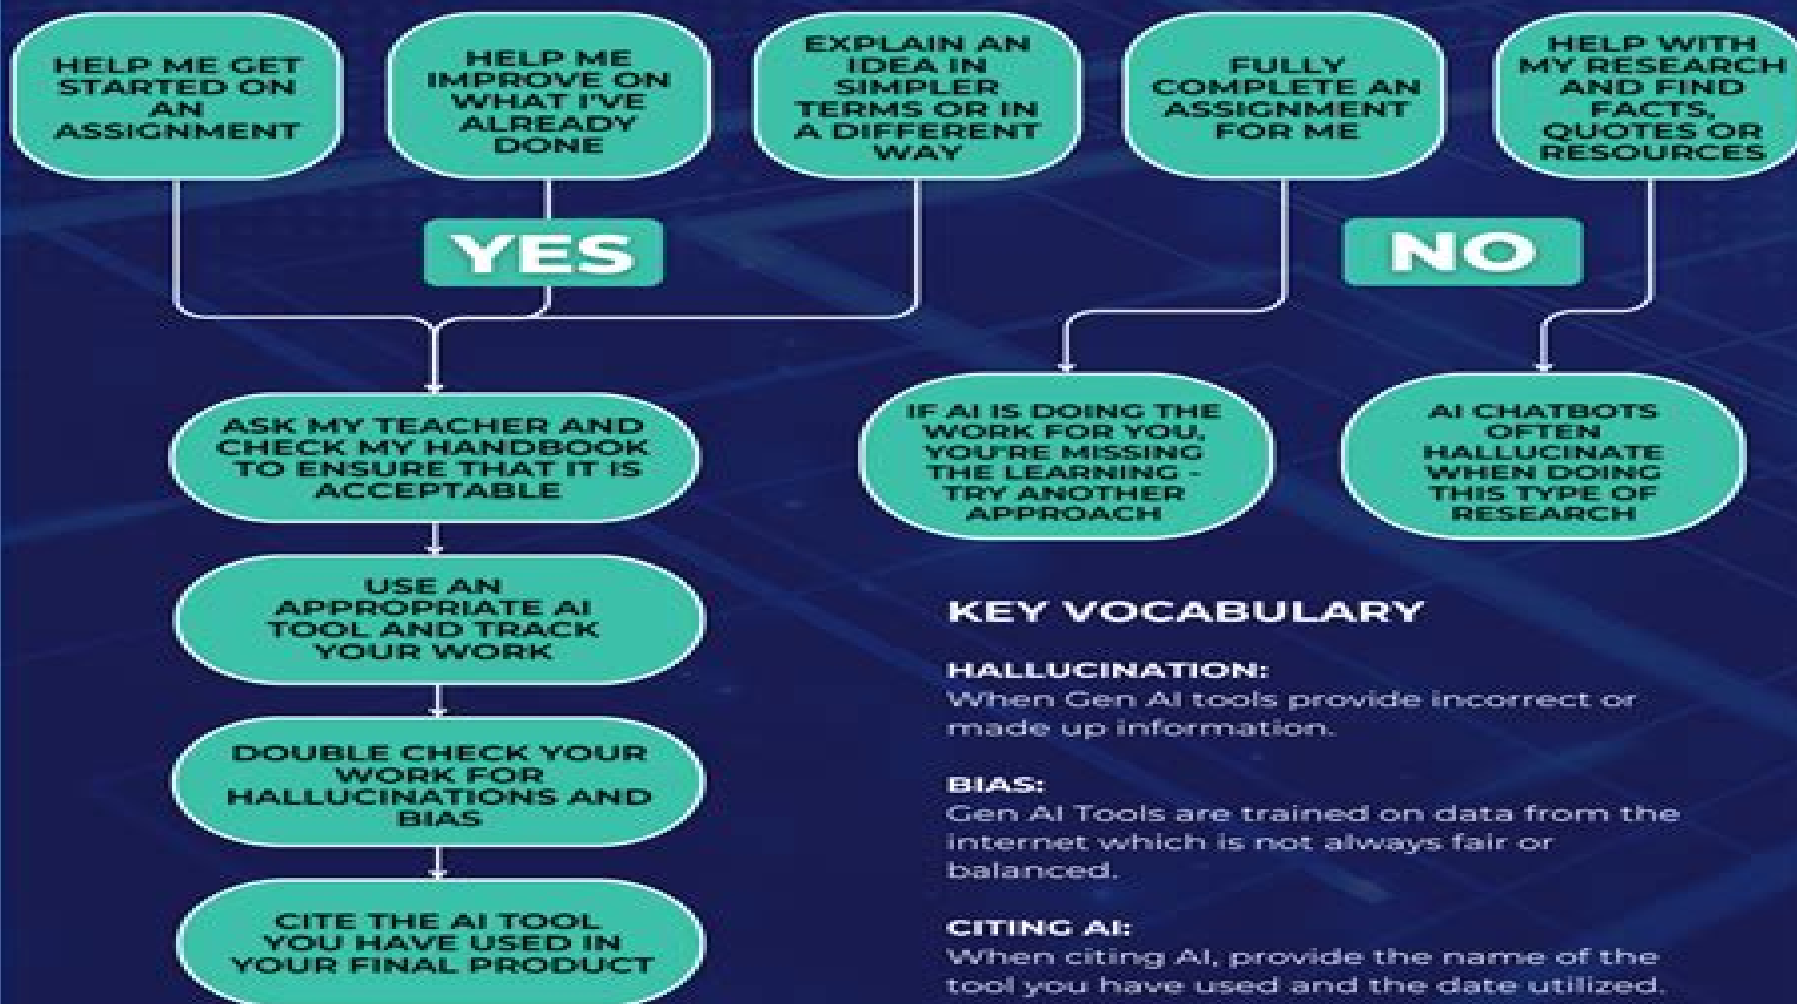 HELP ME GET
STARTED ON
AN
ASSIGNMENT
HELP ME
IMPROVE ON
WHAT I'VE
ALREADY
DONE
EXPLAIN AN
IDEA IN
SIMPLER
TERMS OR IN
A DIFFERENT
WAY
FULLY
COMPLETE AN
ASSIGNMENT
FOR ME
HELP WITH
MY RESEARCH
AND FIND
FACTS,
QUOTES OR
RESOURCES
YES
NO
ASK MY TEACHER AND
CHECK MY HANDBOOK
TO ENSURE THAT IT IS
ACCEPTABLE
USE AN
APPROPRIATE AI
TOOL AND TRACK
YOUR WORK
DOUBLE CHECK YOUR
WORK FOR
HALLUCINATIONS AND
BIAS
CITE THE AI TOOL
YOU HAVE USED IN
YOUR FINAL PRODUCT
IF AI IS DOING THE
WORK FOR YOU,
YOU'RE MISSING
THE LEARNING -
TRY ANOTHER
APPROACH
AI CHATBOTS
OFTEN
HALLUCINATE
WHEN DOING
THIS TYPE OF
RESEARCH
KEY VOCABULARY
HALLUCINATION:
When Gen AI tools provide incorrect or
made up information.
BIAS:
Gen AI Tools are trained on data from the
internet which is not always fair or
balanced.
CITING AI:
When citing AI, provide the name of the
tool you have used and the date utilized.